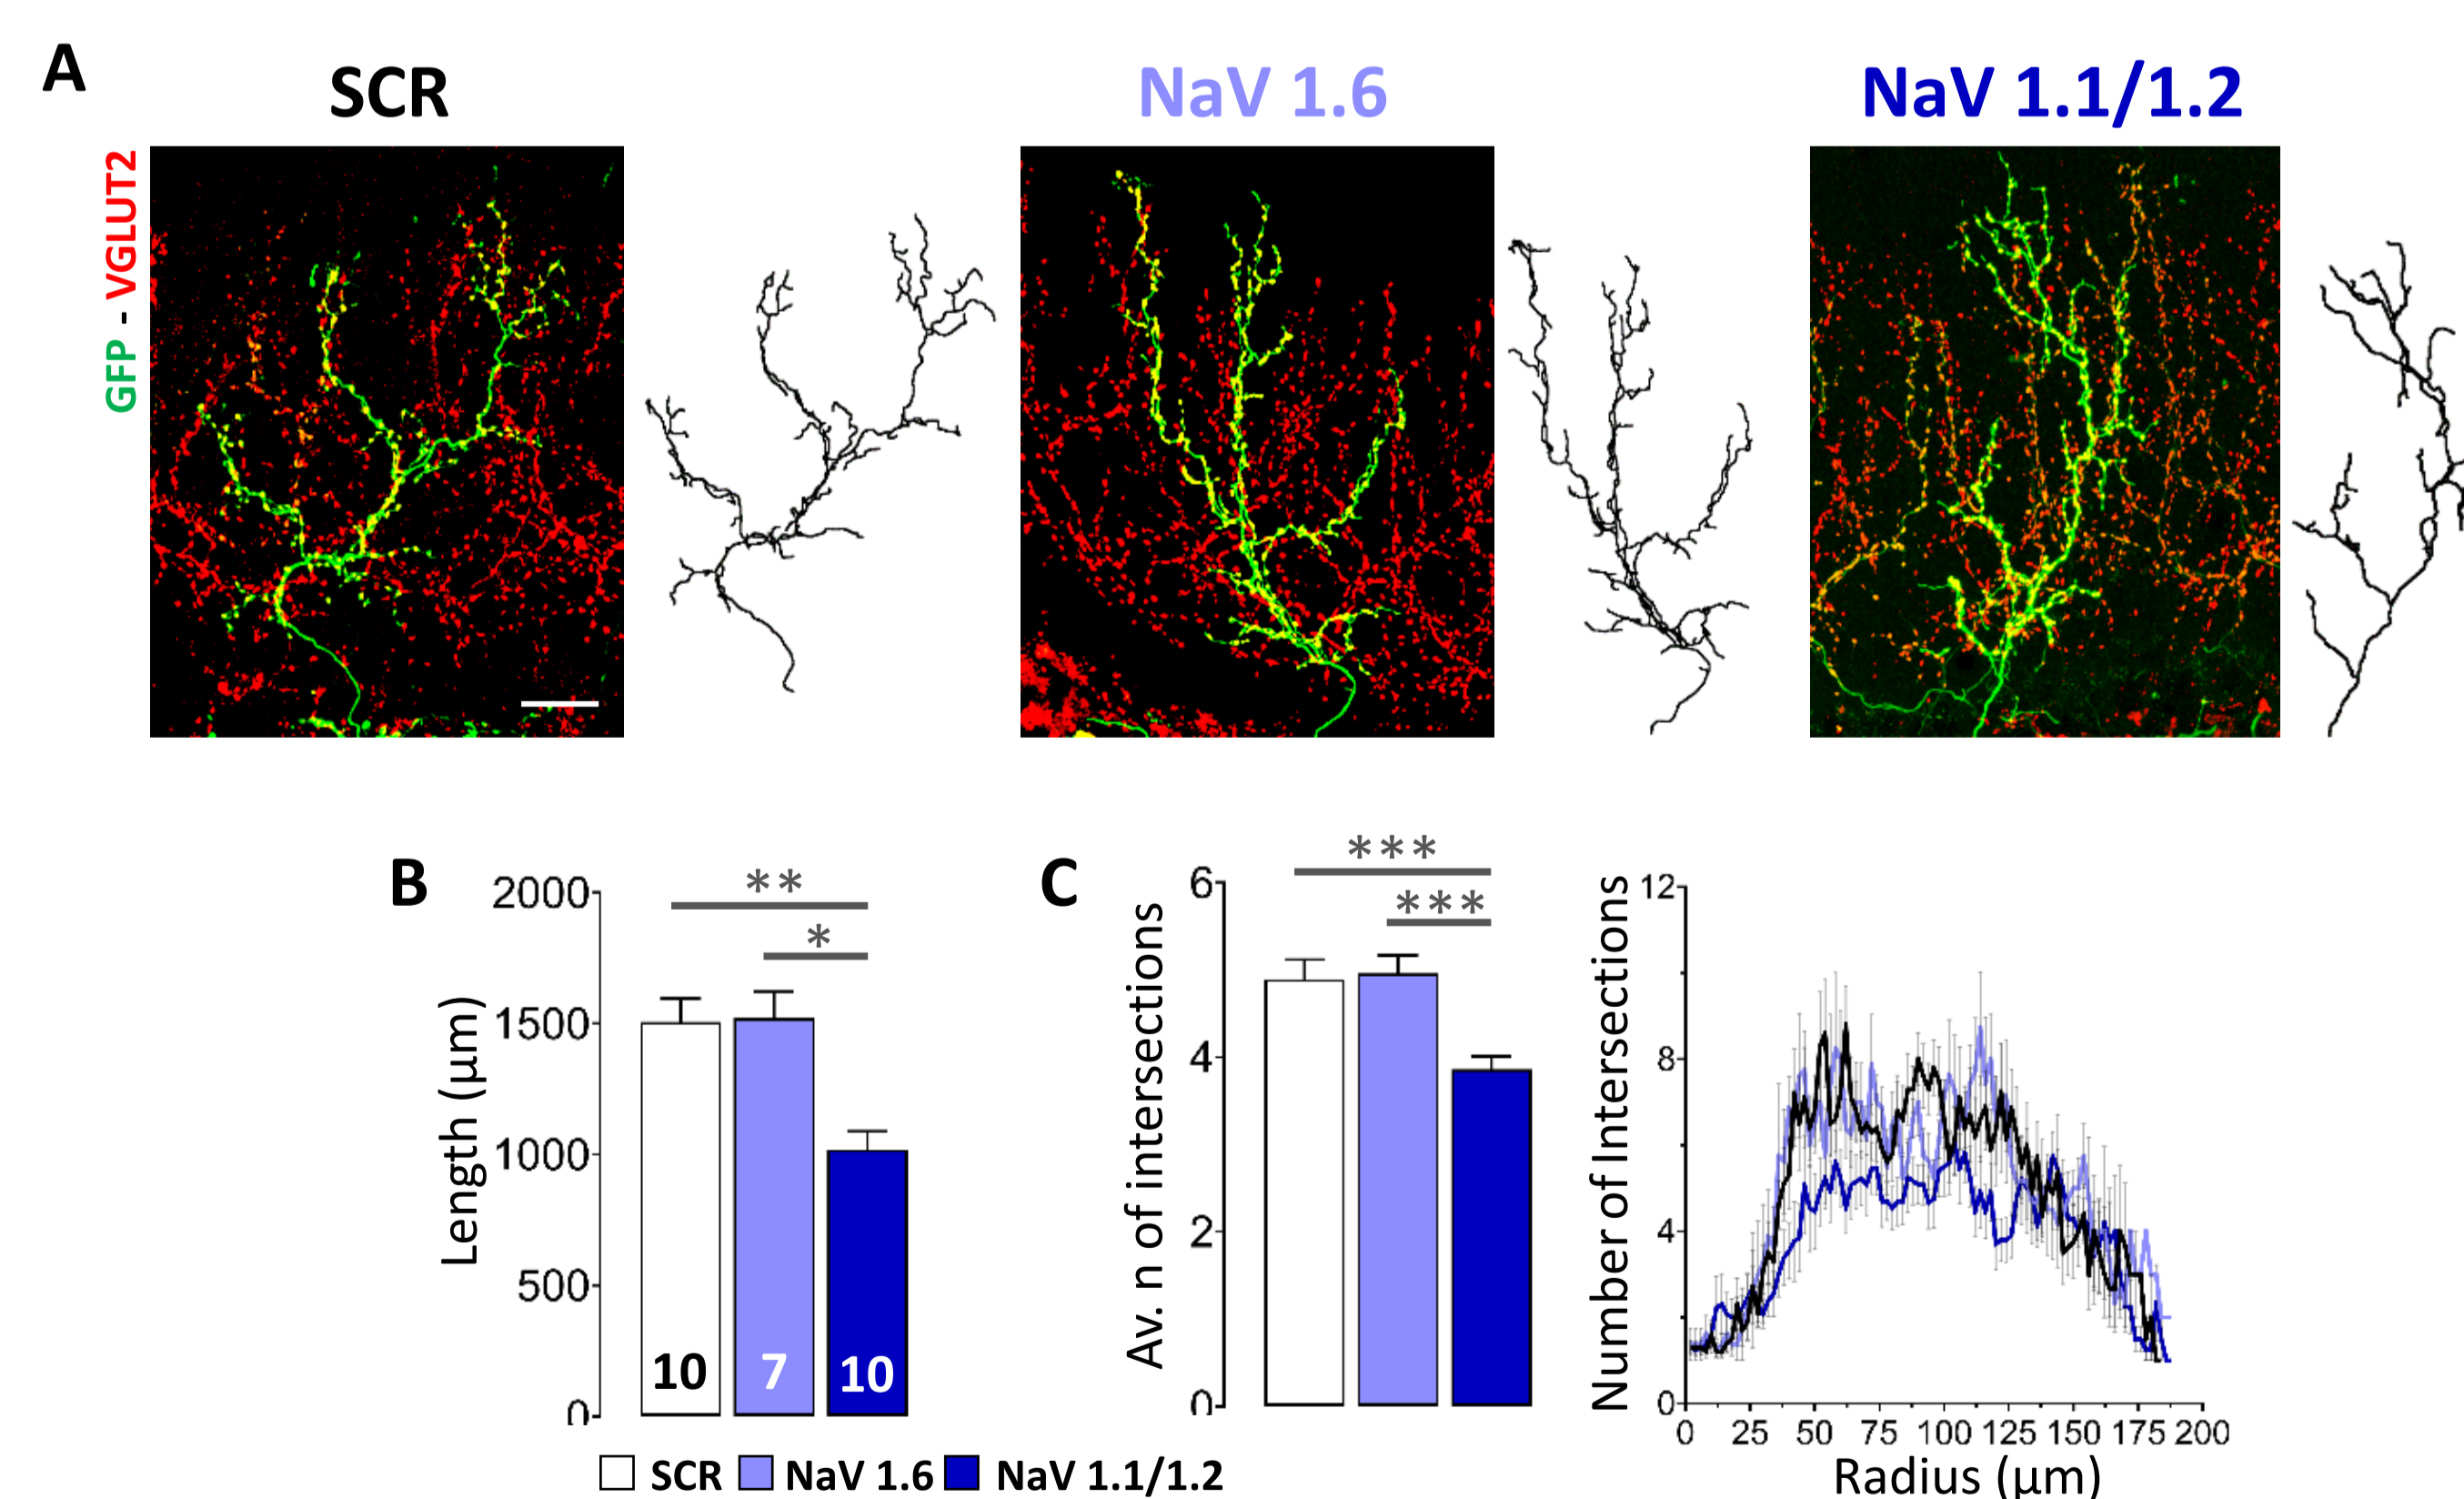 A
SCR
NaV 1.6
NaV 1.1/1.2
GFP - VGLUT2
B
2000
1500
1000
500
0
Length (µm)
**
*
10
7
10
C
6
4
2
0
Av. n of intersections
***
***
12
8
4
0
Number of Intersections
0 25 50 75 100 125 150 175 200
Radius (µm)
SCR NaV 1.6 NaV 1.1/1.2